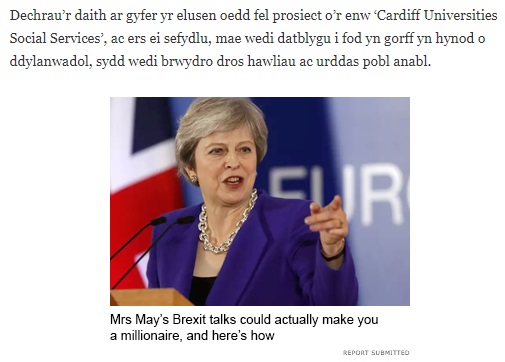 Dechrau’r daith ar gyfer yr elusen oedd fel prosiect o’r enw ‘Cardiff Universities
Social Services’, ac ers ei sefydlu, mae wedi datblygu i fod yn gorff yn hynod o
ddylanwadol, sydd wedi brwydro dros hawliau ac urddas pobl anabl.
EUR
Mrs May’s Brexit talks could actually make you
a millionaire, and here’s how
REPORT SUBMITTED